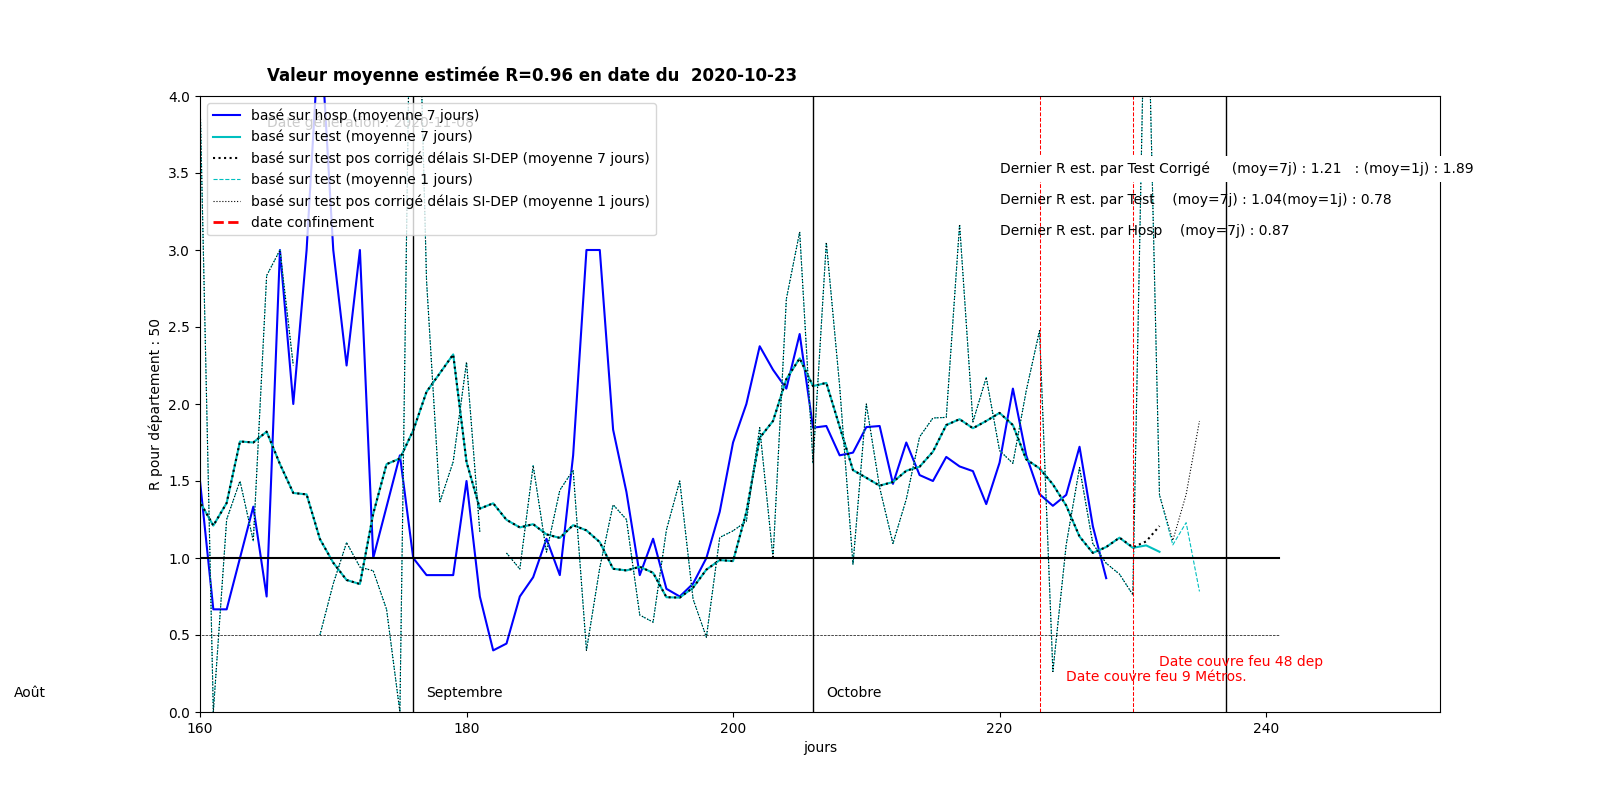 Valeur moyenne estimée R=0.96 en date du  2020-10-23
Date génération : 2020-11-08
basé sur hosp (moyenne 7 jours)
basé sur test (moyenne 7 jours)
basé sur test pos corrigé délais SI-DEP (moyenne 7 jours)
basé sur test (moyenne 1 jours)
basé sur test pos corrigé délais SI-DEP (moyenne 1 jours)
date confinement
Dernier R est. par Test Corrigé (moy=7j) : 1.21 : (moy=1j) : 1.89
Dernier R est. par Test (moy=7j) : 1.04(moy=1j) : 0.78
Dernier R est. par Hosp (moy=7j) : 0.87
R pour département : 50
4.0
3.5
3.0
2.5
2.0
1.5
1.0
0.5
0.0
Date couvre feu 48 dep
Date couvre feu 9 Métros.
Août
Septembre
Octobre
160
180
200
220
240
jours